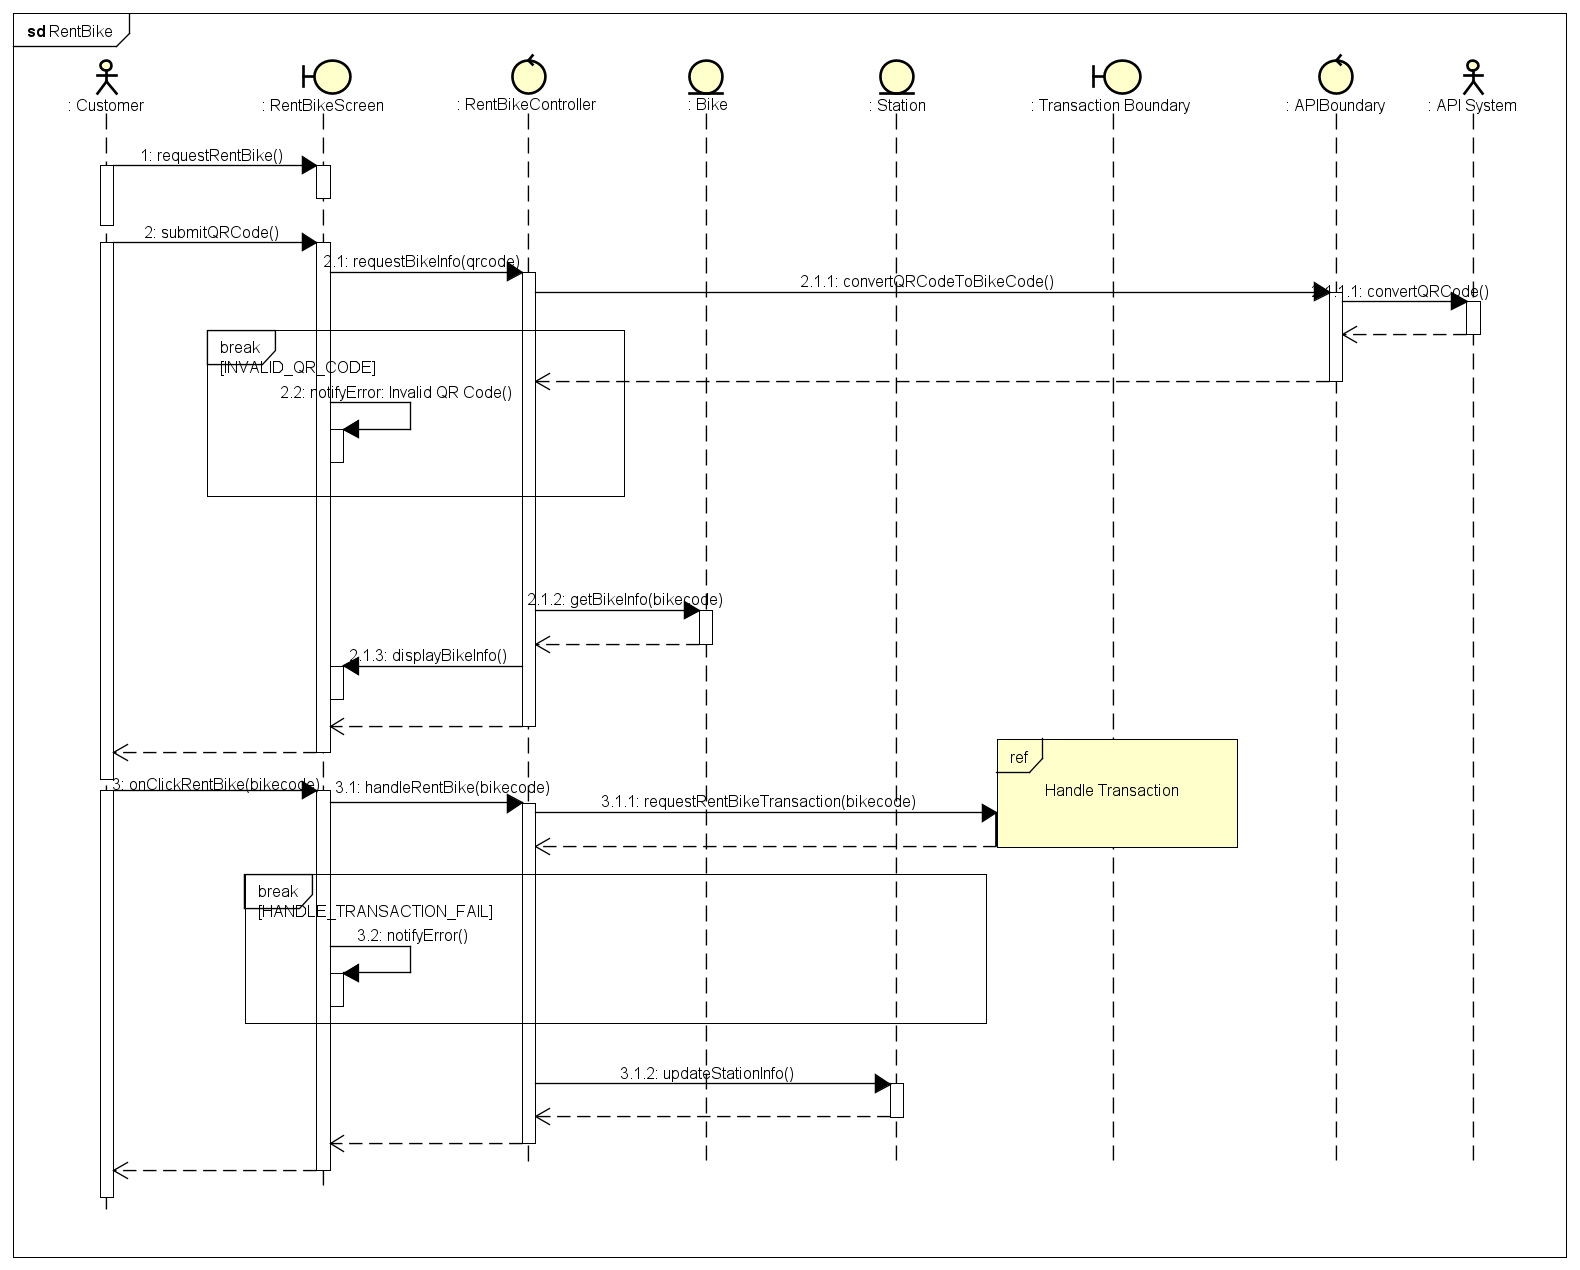 sd RentBike
: Customer
: RentBikeScreen
: RentBikeController
: Bike
: Station
: Transaction Boundary
: APIBoundary
: API System
1: requestRentBike()
2: submitQRCode()
2.1: requestBikeInfo(qrcode)
2.1.1: convertQRCodeToBikeCode()
2.1.1.1: convertQRCode()
break
[INVALID_QR_CODE]
2.2: notifyError: Invalid QR Code()
2.1.2: getBikeInfo(bikecode)
2.1.3: displayBikeInfo()
ref
Handle Transaction
3: onClickRentBike(bikecode)
3.1: handleRentBike(bikecode)
3.1.1: requestRentBikeTransaction(bikecode)
break
[HANDLE_TRANSACTION_FAIL]
3.2: notifyError()
3.1.2: updateStationInfo()